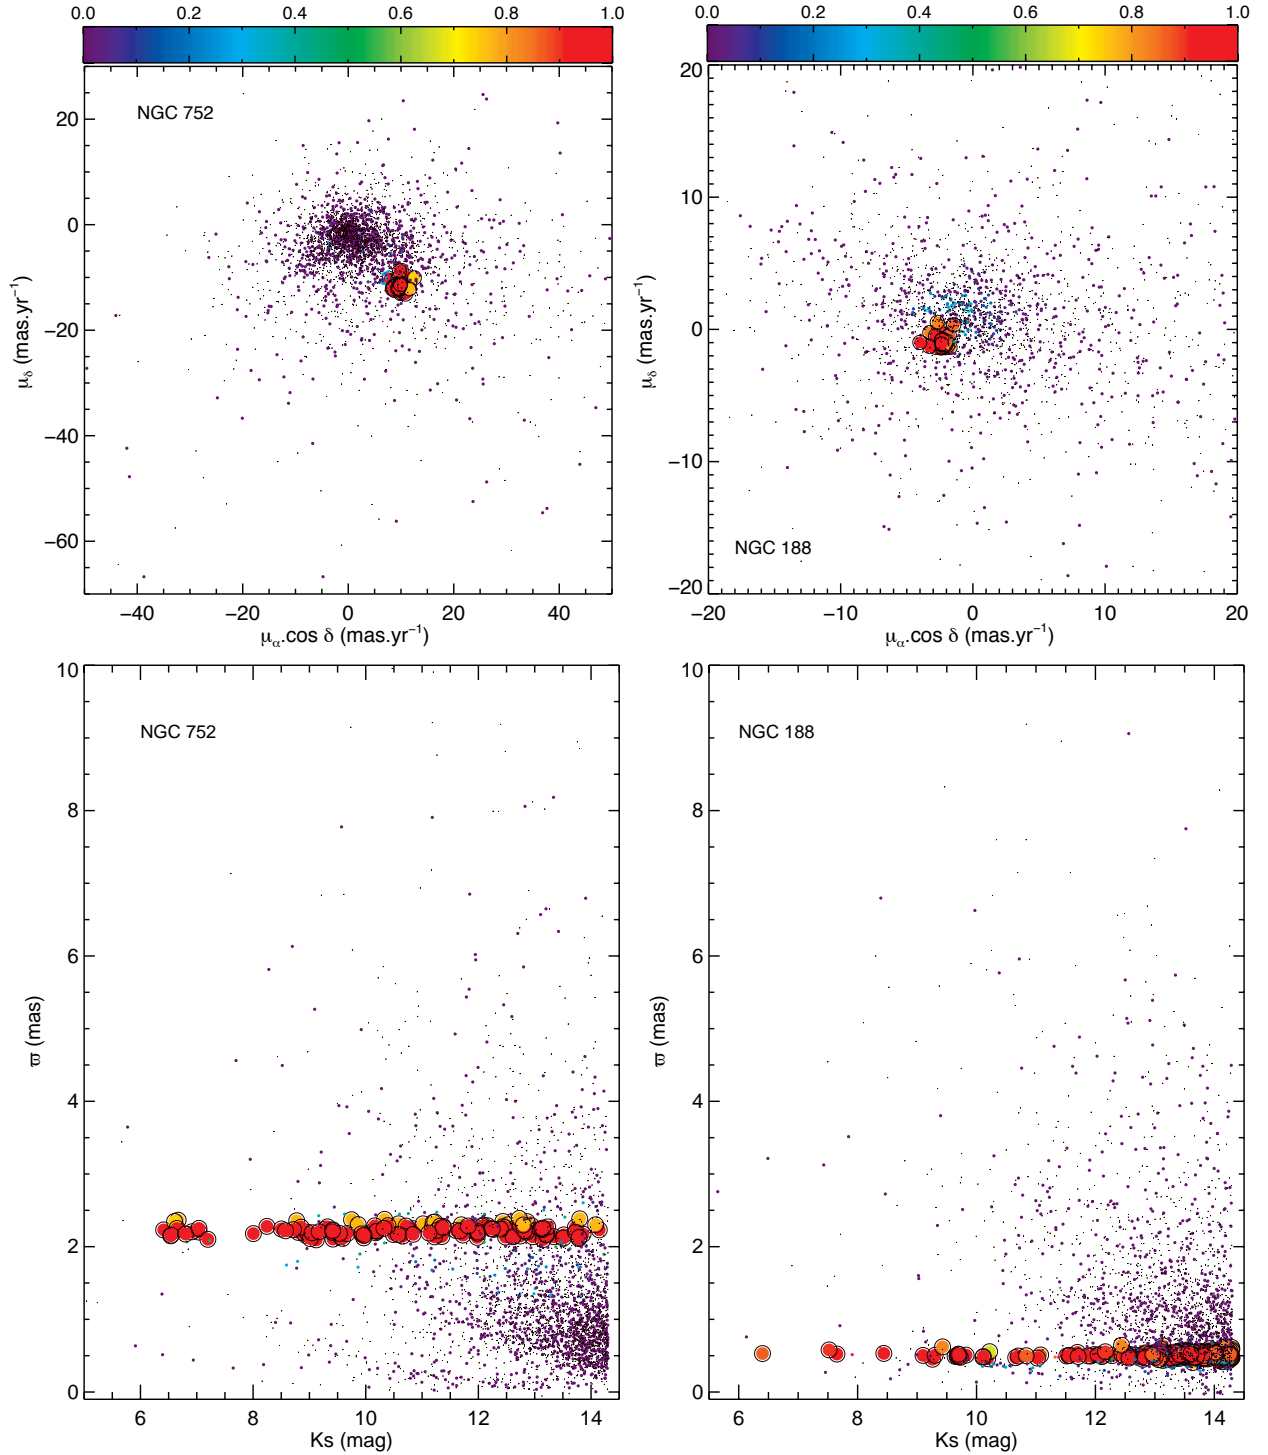 0.0 0.2 0.4 0.6 0.8 1.0
0.0 0.2 0.4 0.6 0.8 1.0
NGC 752
20
0
−20
−40
−60
μδ (mas.yr⁻¹)
−40 −20 0 20 40
μα.cos δ (mas.yr⁻¹)
20
10
0
−10
−20
μδ (mas.yr⁻¹)
NGC 188
−20 −10 0 10 20
μα.cos δ (mas.yr⁻¹)
10
8
6
4
2
0
ϖ (mas)
NGC 752
6 8 10 12 14
Ks (mag)
10
8
6
4
2
0
ϖ (mas)
NGC 188
6 8 10 12 14
Ks (mag)